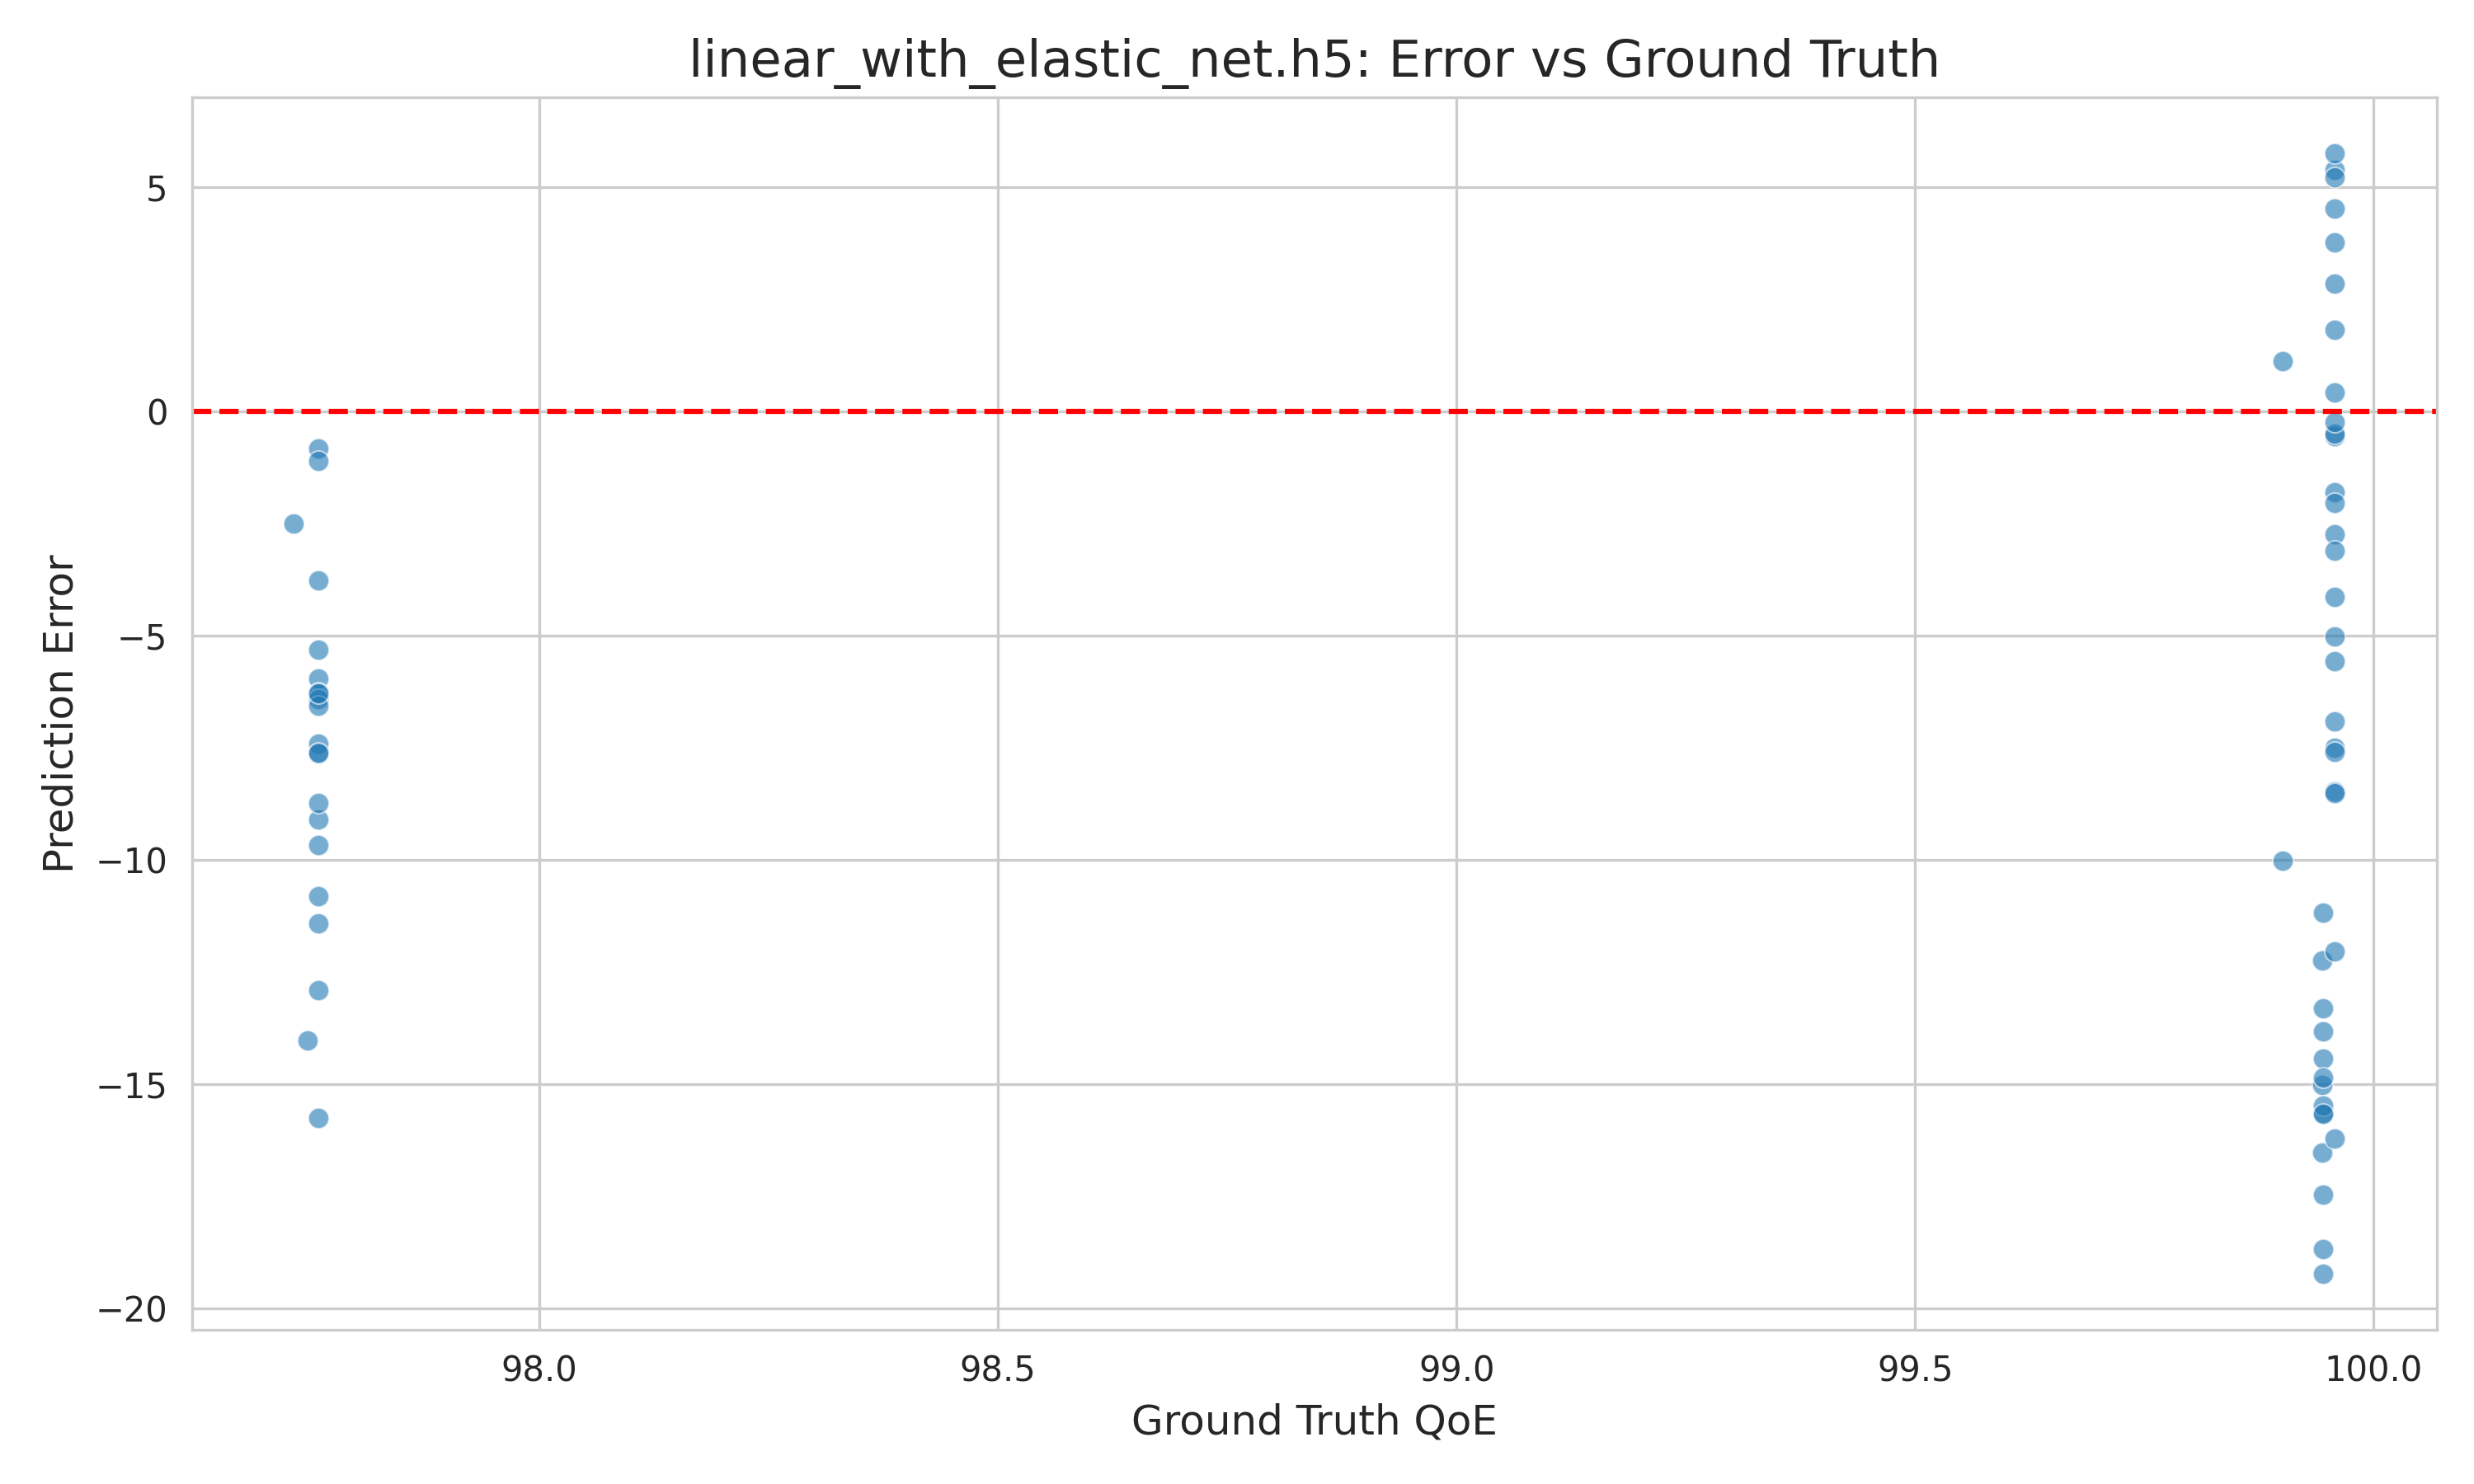 linear_with_elastic_net.h5: Error vs Ground Truth
Prediction Error
5
0
−5
−10
−15
−20
98.0 98.5 99.0 99.5 100.0
Ground Truth QoE